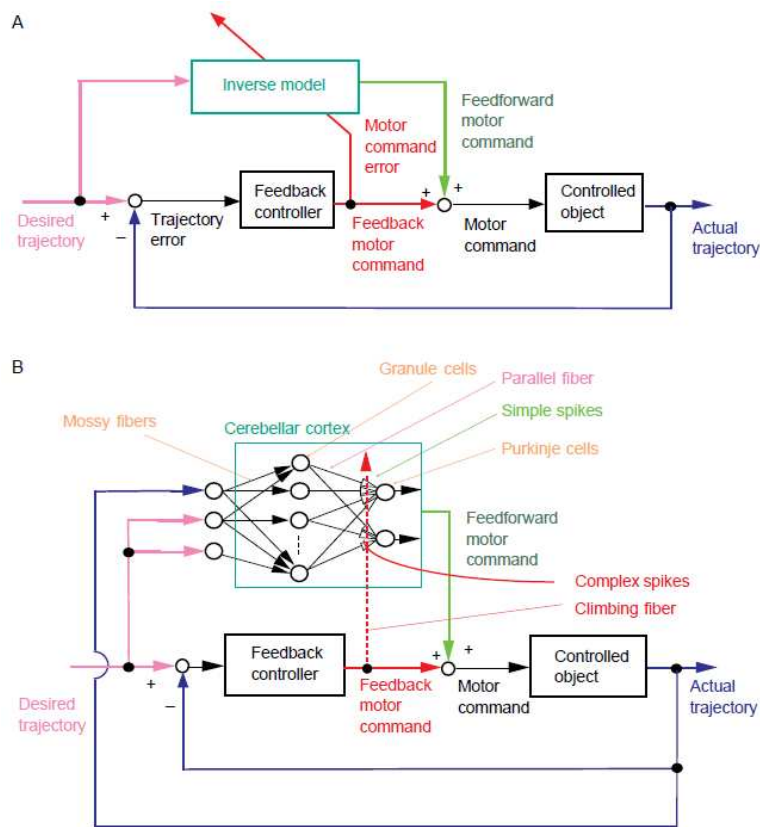 A
Inverse model
Feedforward
motor
command
Motor
command
error
Feedback
controller
Controlled
object
+
+
+
Desired
trajectory
Trajectory
error
–
Feedback
motor
command
Motor
command
Actual
trajectory
B
Granule cells
Parallel fiber
Mossy fibers
Simple spikes
Cerebellar cortex
Purkinje cells
Feedforward
motor
command
Complex spikes
Climbing fiber
Feedback
controller
Controlled
object
+
+
+
–
Desired
trajectory
Feedback
motor
command
Motor
command
Actual
trajectory